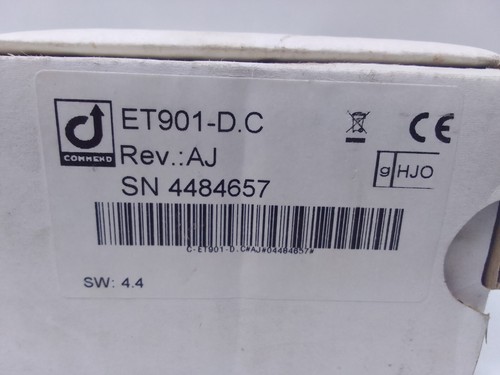 COMMEND
ET901-D.C
Rev.:AJ
SN 4484657
CE
g HJO
C-ET901-D.C#AJ#04484657#
SW: 4.4